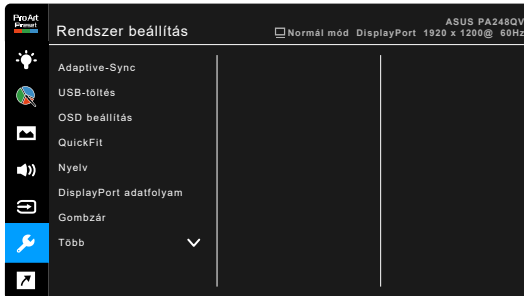 ProArt
Preset
Rendszer beállítás
ASUS PA248QV
Normál mód DisplayPort 1920 x 1200@ 60Hz
Adaptive-Sync
USB-töltés
OSD beállítás
QuickFit
Nyelv
DisplayPort adatfolyam
Gombzár
Több